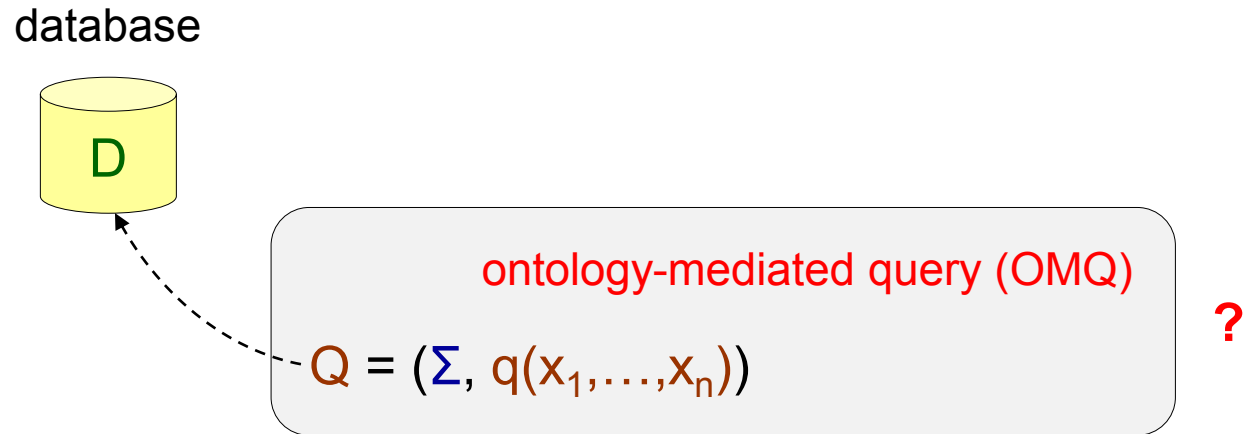 database
D
ontology-mediated query (OMQ)
?
Q = (Σ, q(x₁,…,xₙ))